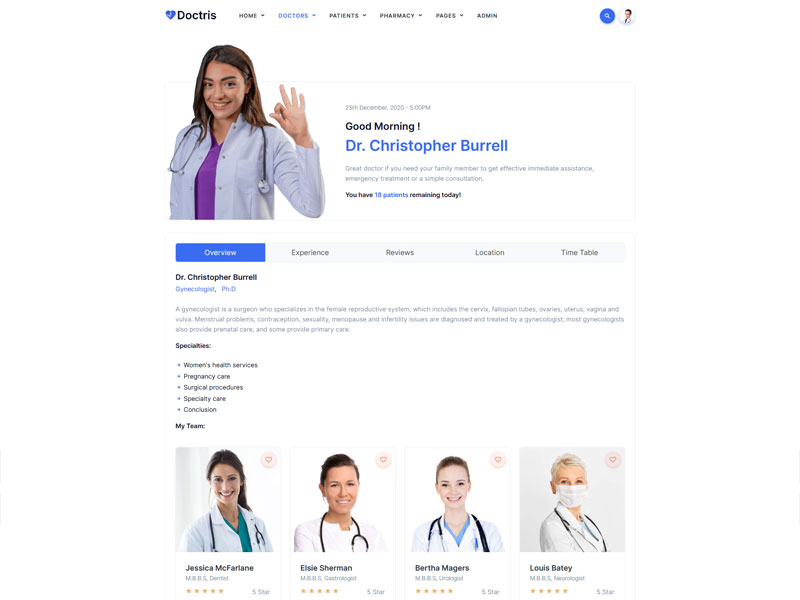 Doctris
HOME DOCTORS PATIENTS PHARMACY PAGES ADMIN
25th December, 2020 - 5:00PM
Good Morning !
Dr. Christopher Burrell
Great doctor if you need your family member to get effective immediate assistance,
emergency treatment or a simple consultation.
You have 18 patients remaining today!
Overview Experience Reviews Location Time Table
Dr. Christopher Burrell
Gynecologist, Ph.D
A gynecologist is a surgeon who specializes in the female reproductive system, which includes the cervix, fallopian tubes, ovaries, uterus, vagina and
vulva. Menstrual problems, contraception, sexuality, menopause and infertility issues are diagnosed and treated by a gynecologist; most gynecologists
also provide prenatal care, and some provide primary care.
Specialties:
Women's health services
Pregnancy care
Surgical procedures
Specialty care
Conclusion
My Team:
Jessica McFarlane Elsie Sherman Bertha Magers Louis Batey
M.B.B.S, Dentist M.B.B.S, Gastrologist M.B.B.S, Urologist M.B.B.S, Neurologist
5 Star 5 Star 5 Star 5 Star